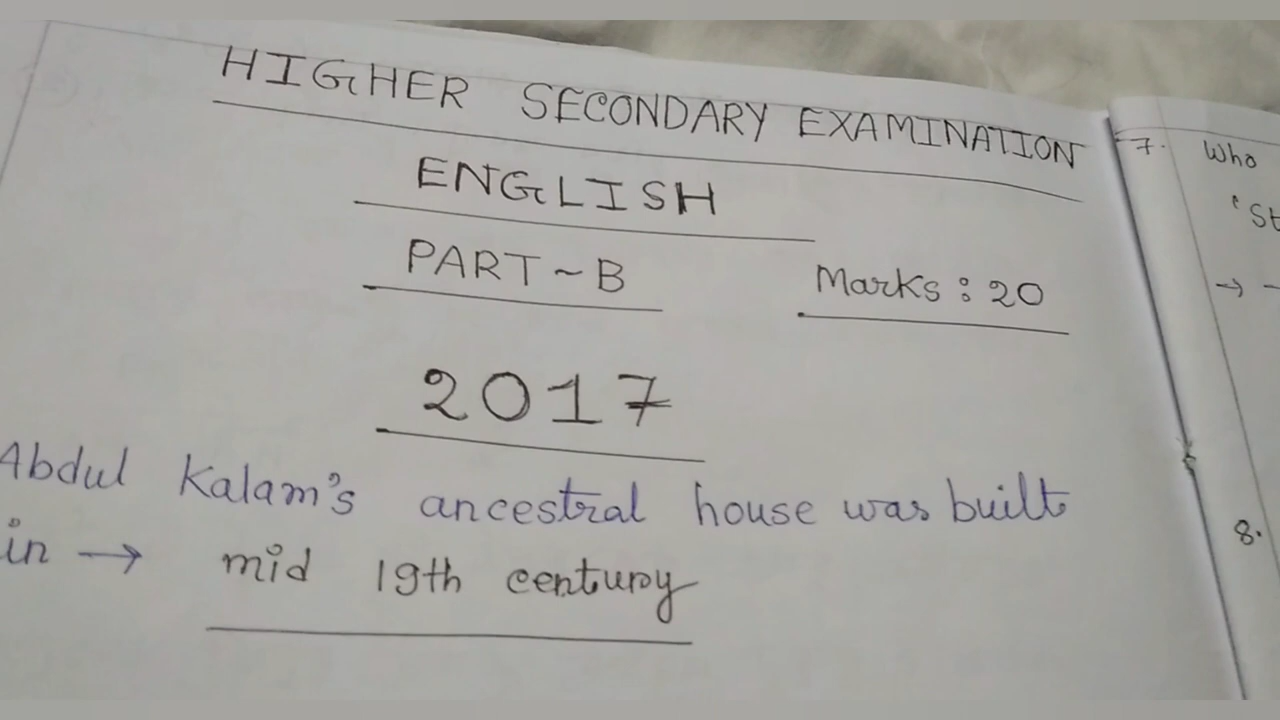 HIGHER SECONDARY EXAMINATION
ENGLISH
PART-B
Marks : 20
2017
Abdul Kalam's ancestral house was built
in → mid 19th century
7. Who
'St
→
8.